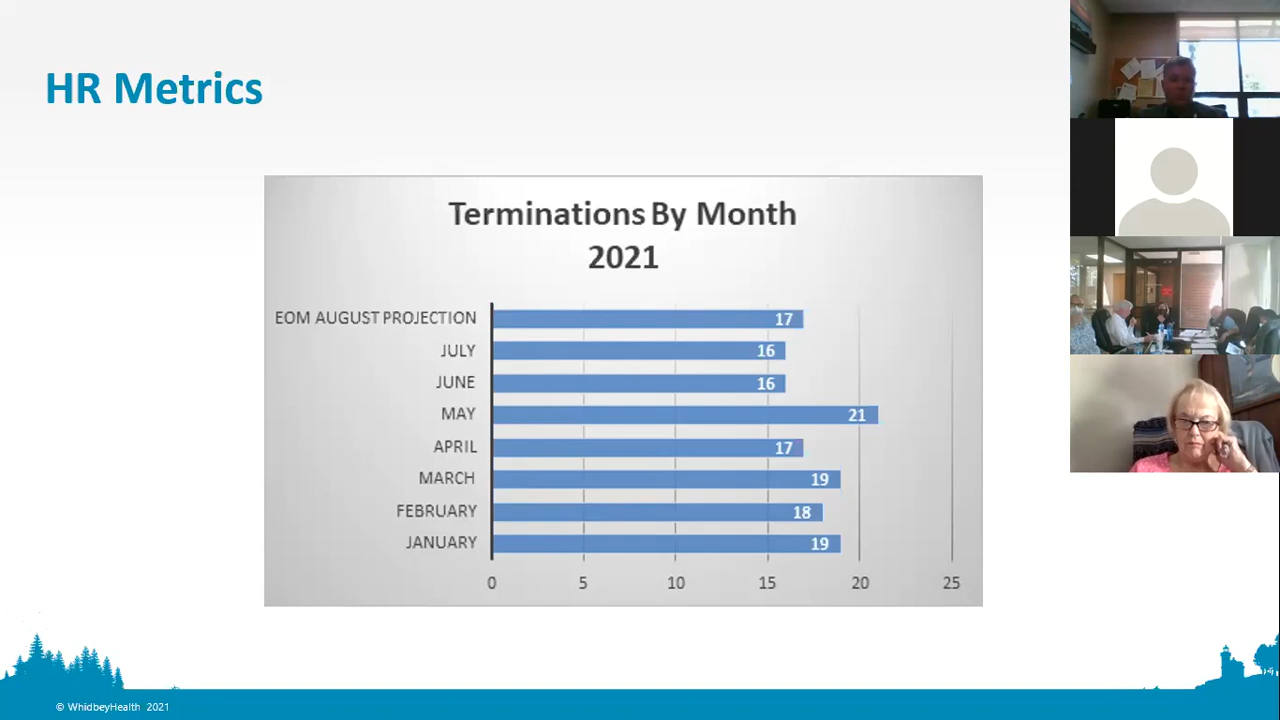 HR Metrics
Terminations By Month
2021
EOM AUGUST PROJECTION 17
JULY 16
JUNE 16
MAY 21
APRIL 17
MARCH 19
FEBRUARY 18
JANUARY 19
0 5 10 15 20 25
© WhidbeyHealth 2021